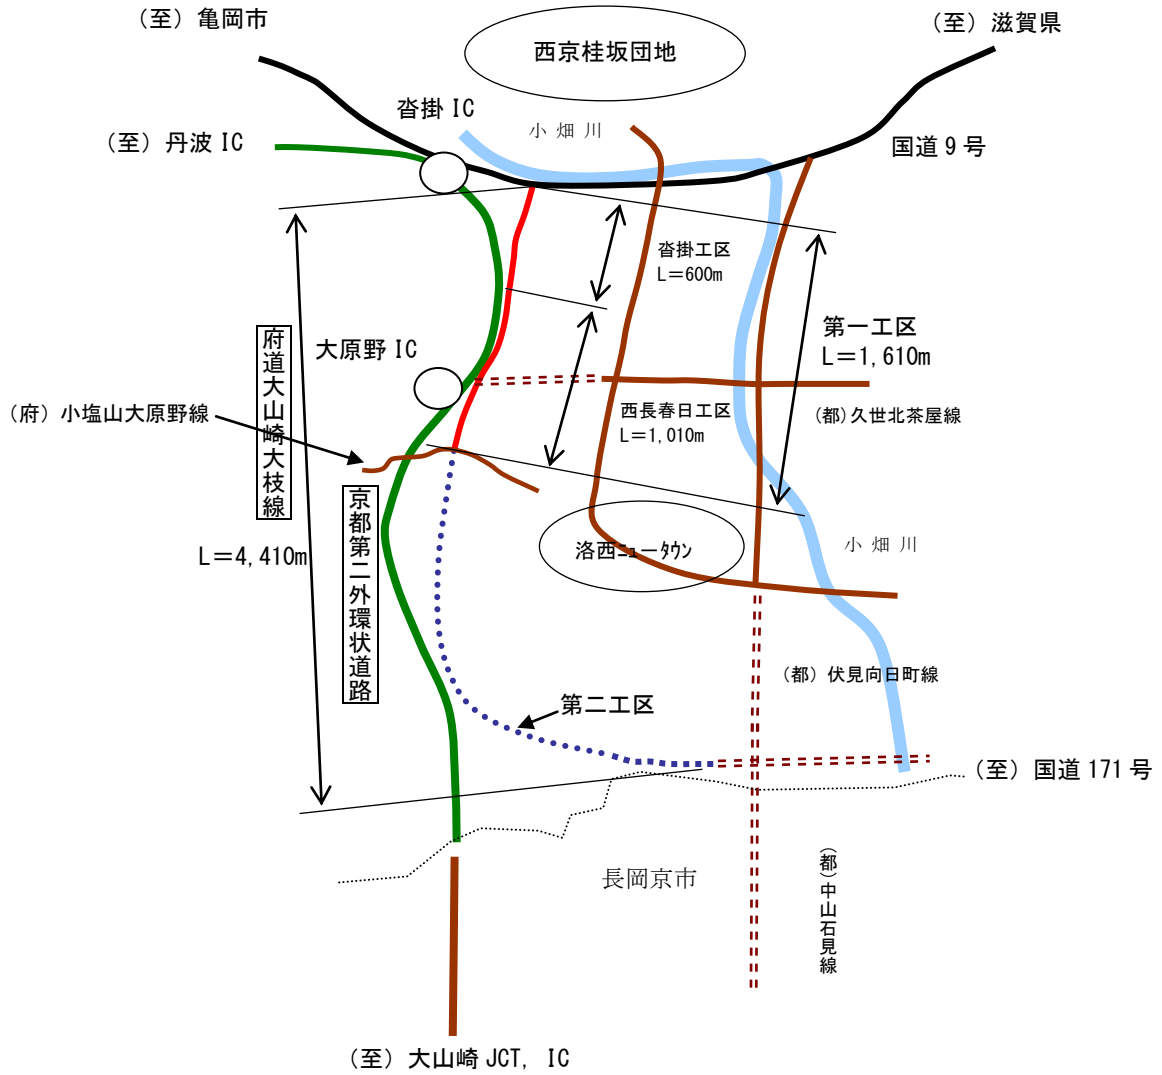 （至）亀岡市
（至）滋賀県
西京桂坂団地
沓掛 IC
小 畑 川
（至）丹波 IC
国道 9 号
沓掛工区
L＝600m
第一工区
L＝1,610m
大原野 IC
府道大山崎大枝線
（府）小塩山大原野線
西長春日工区
L＝1,010m
（都）久世北茶屋線
京都第二外環状道路
L＝4,410m
洛西ニュータウン
小 畑 川
（都）伏見向日町線
第二工区
（至）国道 171 号
長岡京市
（都）中山石見線
（至）大山崎 JCT, IC